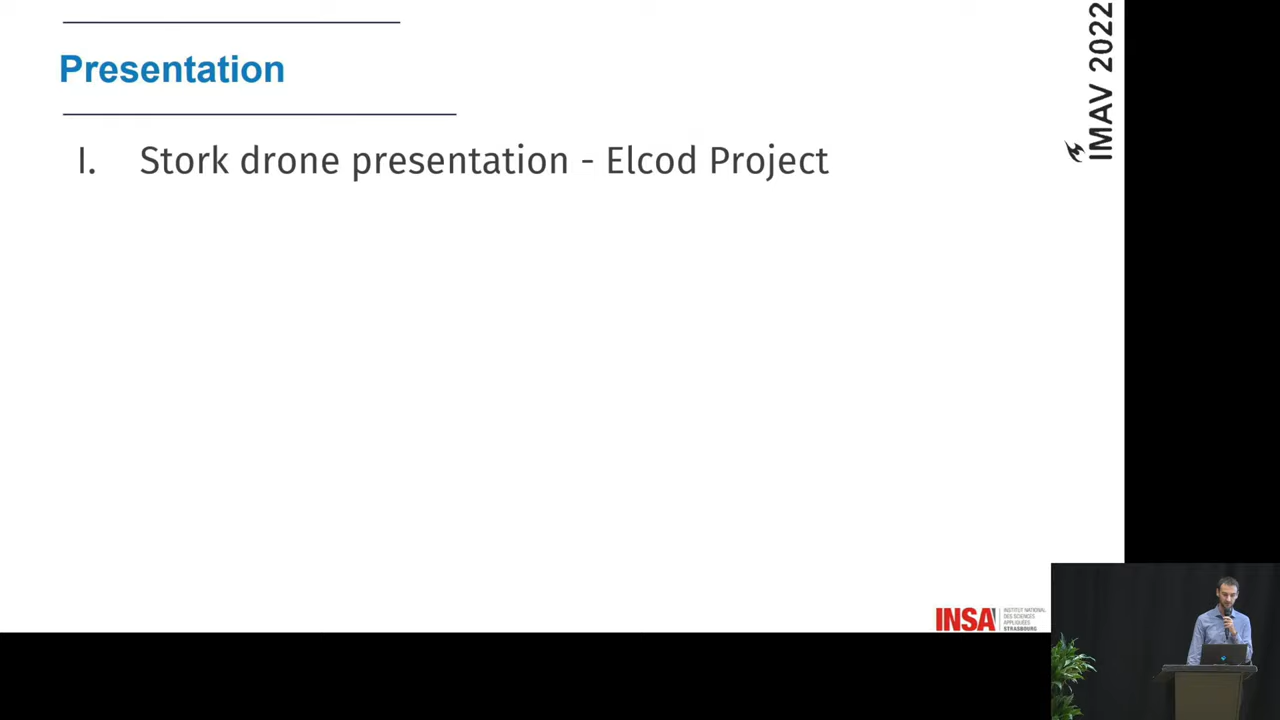 Presentation
I. Stork drone presentation - Elcod Project
IMAV 2022
INSA
INSTITUT NATIONAL
DES SCIENCES
APPLIQUÉES
STRASBOURG